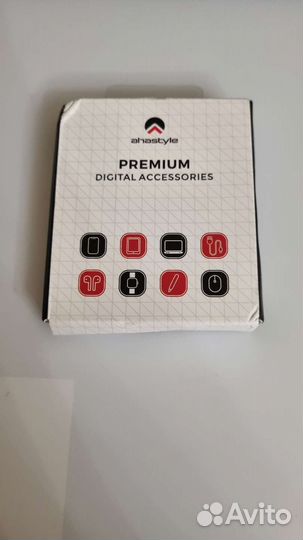 ahastyle
PREMIUM
DIGITAL ACCESSORIES
Avito